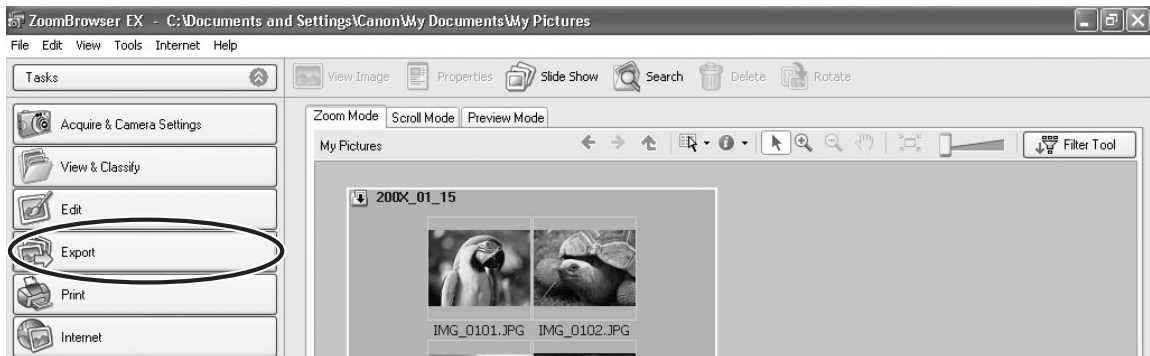 ZoomBrowser EX - C:\Documents and Settings\Canon\My Documents\My Pictures
File Edit View Tools Internet Help
Tasks
View Image Properties Slide Show Search Delete Rotate
Acquire & Camera Settings
View & Classify
Edit
Export
Print
Internet
Zoom Mode Scroll Mode Preview Mode
My Pictures
Filter Tool
200X_01_15
IMG_0101.JPG IMG_0102.JPG